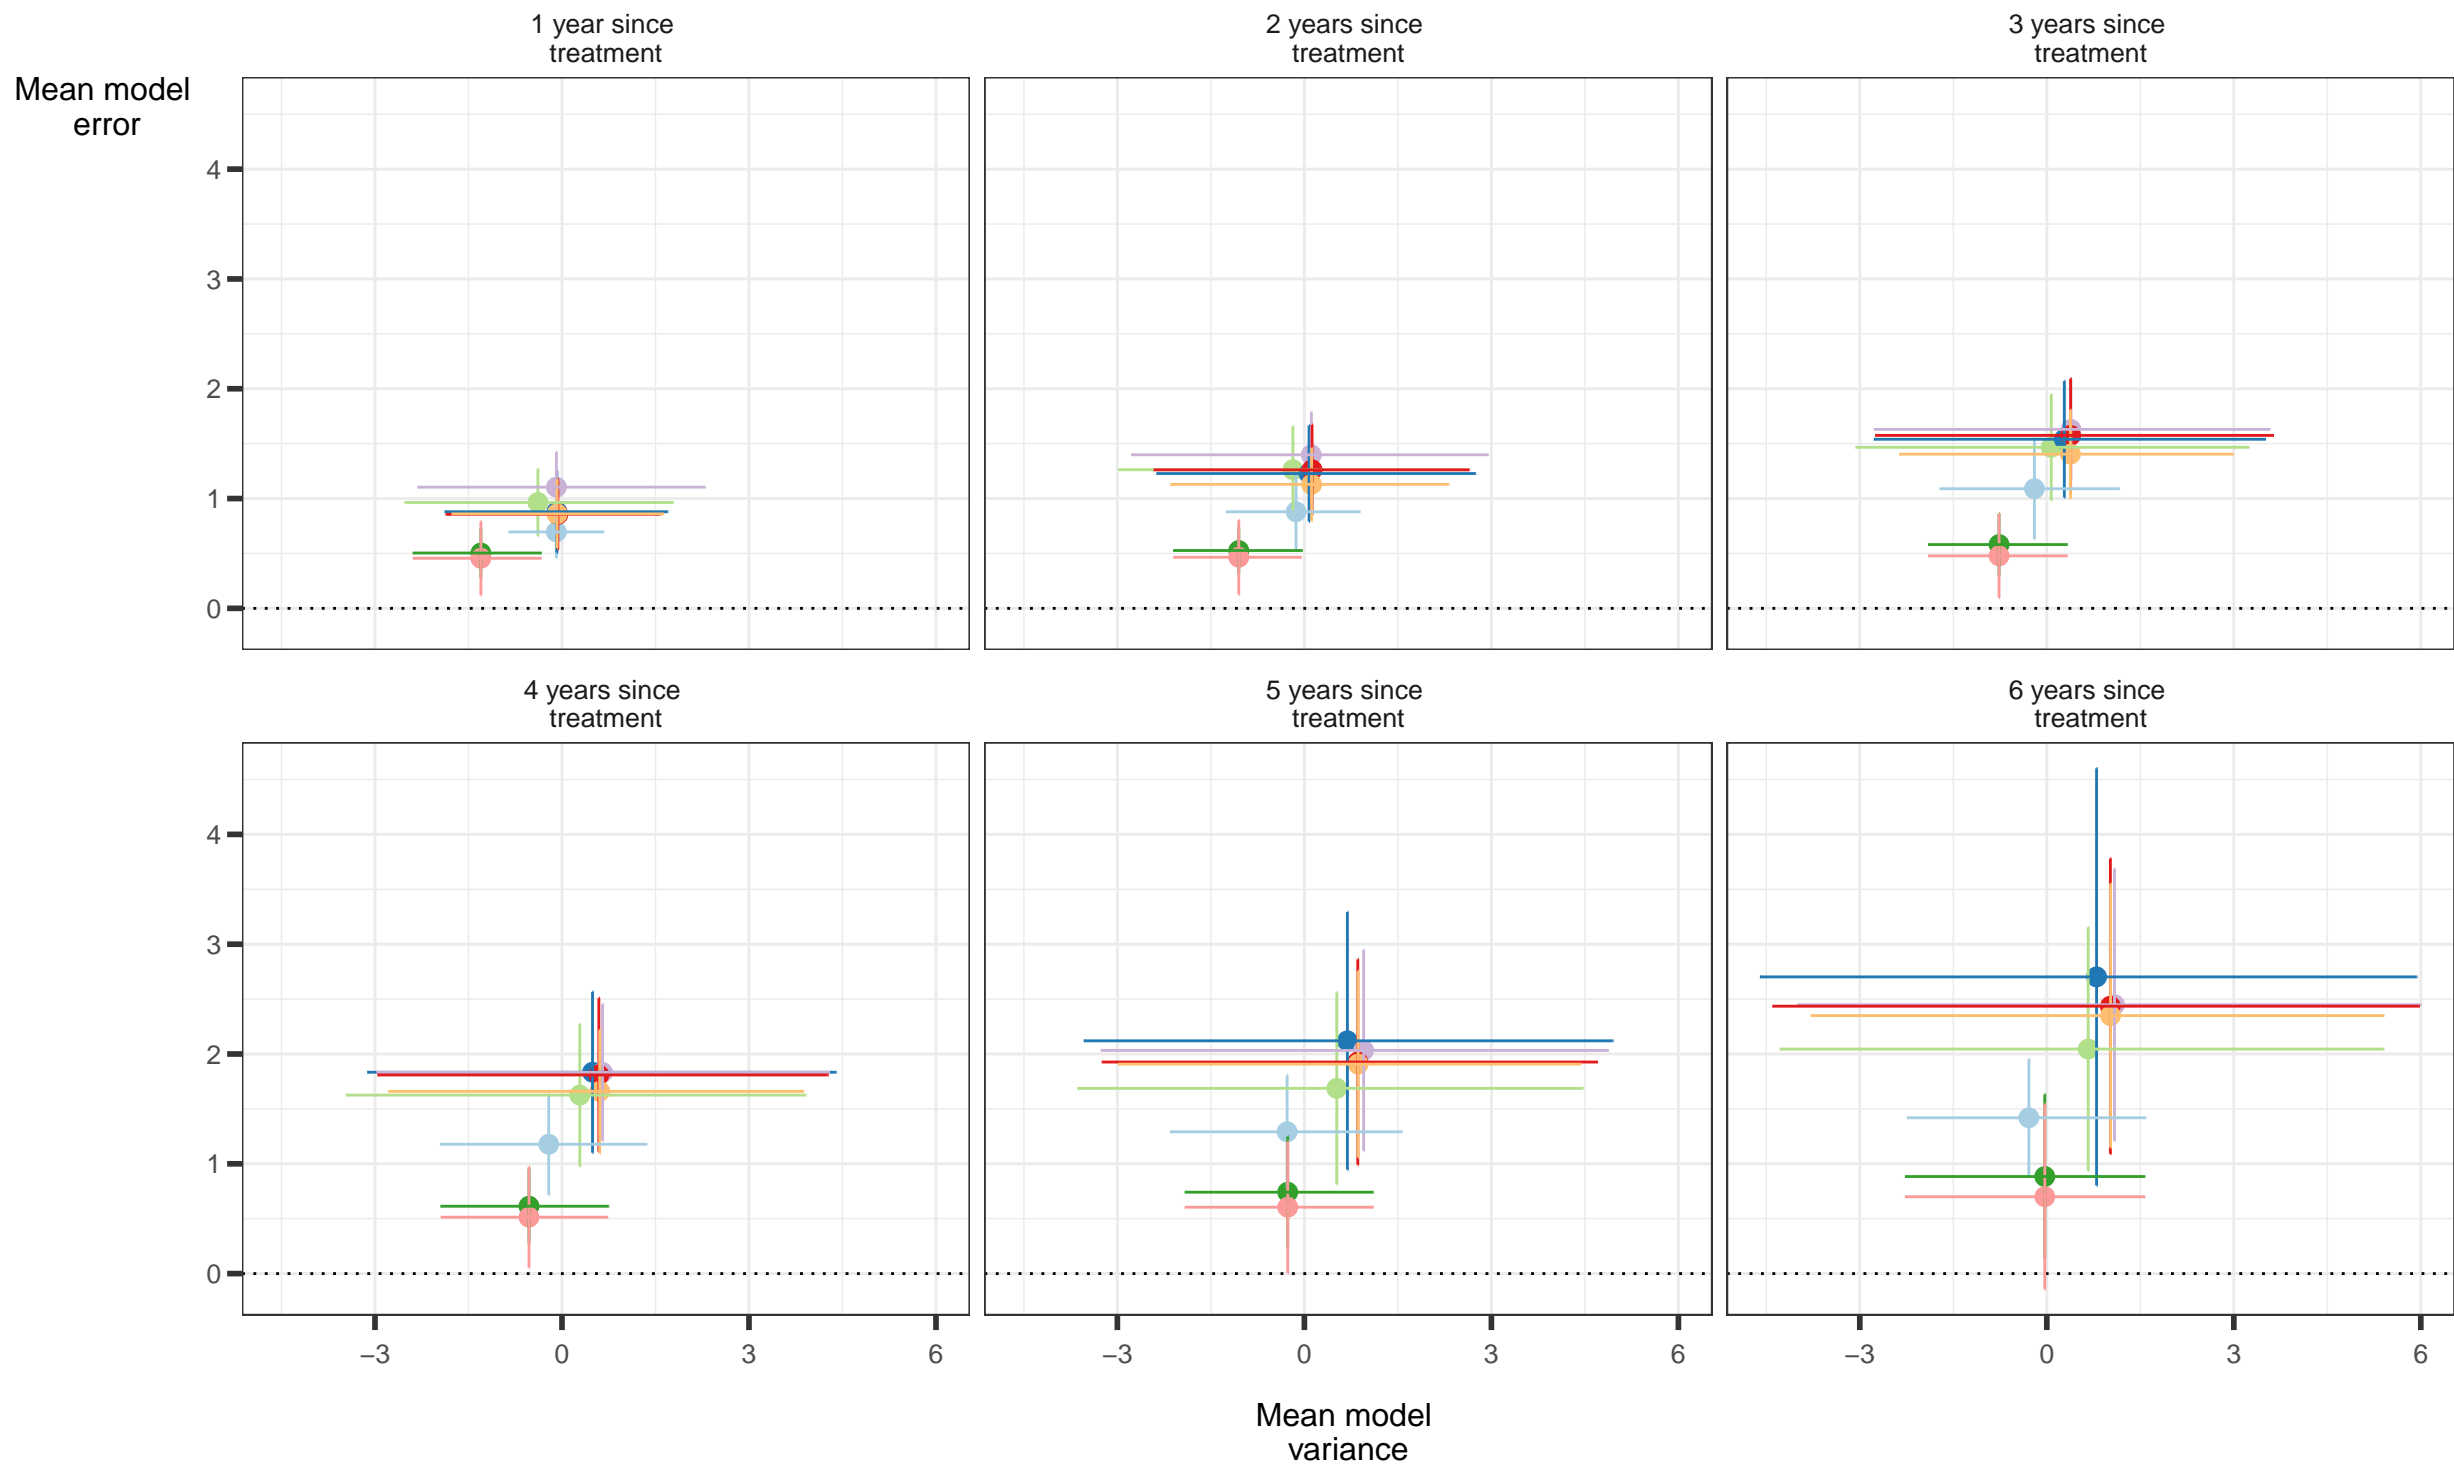 1 year since
treatment
2 years since
treatment
3 years since
treatment
Mean model
error
4
3
2
1
0
4 years since
treatment
5 years since
treatment
6 years since
treatment
4
3
2
1
0
−3 0 3 6
−3 0 3 6
−3 0 3 6
Mean model
variance